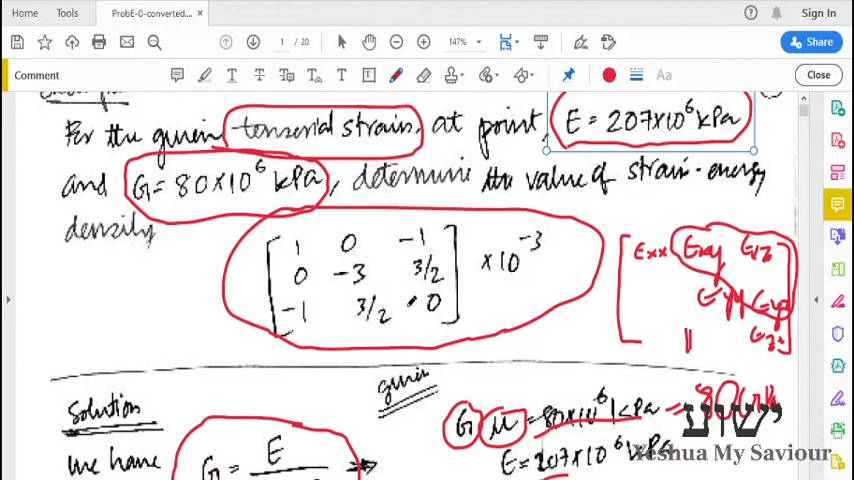 Home Tools ProbE-0-converted.... × Sign In
1 / 20 147% Share
Comment Aa Close
For the given tensorial strain, at point, E = 207×10⁶ kPa
and G = 80×10⁶ kPa, determine the value of strain-energy
density
1 0 -1
0 -3 3/2 ×10⁻³
-1 3/2 0
Exx Exy Exz
Eyy Eyz
Ezz
given
Solution
G μ = 80×10⁶ kPa = 80
E = 207×10⁶ kPa
we have G = E
ישוע
Yeshua My Saviour